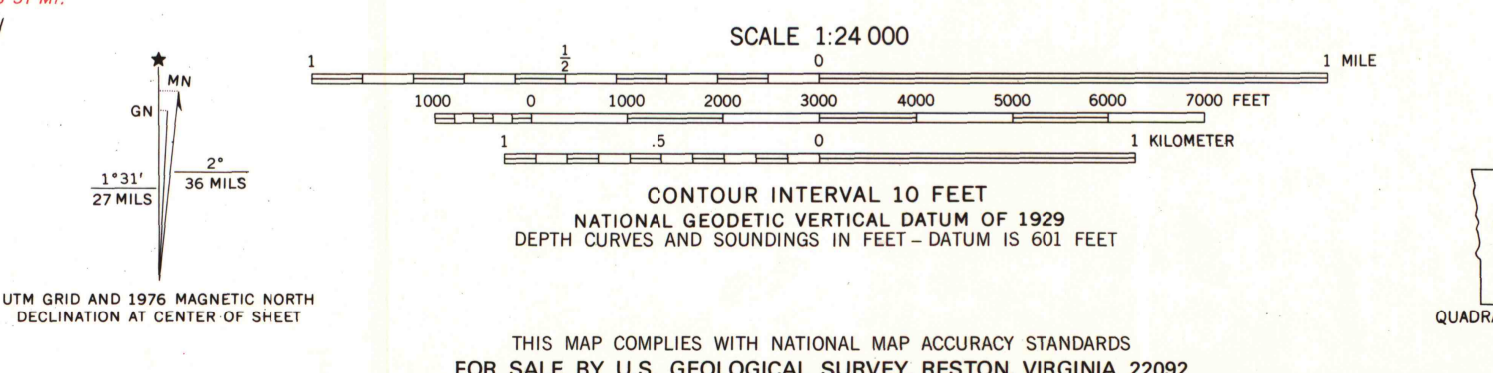 SCALE 1:24 000
1 1/2 0 1 MILE
1000 0 1000 2000 3000 4000 5000 6000 7000 FEET
1 .5 0 1 KILOMETER
CONTOUR INTERVAL 10 FEET
NATIONAL GEODETIC VERTICAL DATUM OF 1929
DEPTH CURVES AND SOUNDINGS IN FEET – DATUM IS 601 FEET
★
MN
GN
1°31'
27 MILS
2°
36 MILS
UTM GRID AND 1976 MAGNETIC NORTH
DECLINATION AT CENTER OF SHEET
THIS MAP COMPLIES WITH NATIONAL MAP ACCURACY STANDARDS
FOR SALE BY U.S. GEOLOGICAL SURVEY, RESTON, VIRGINIA 22092
QUADR